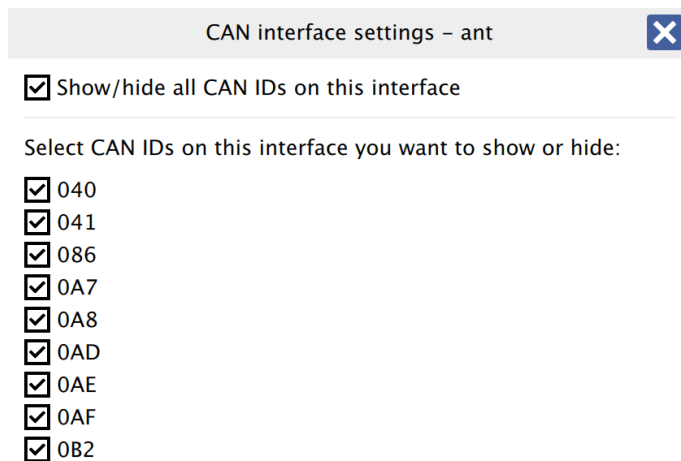 CAN interface settings – ant
Show/hide all CAN IDs on this interface
Select CAN IDs on this interface you want to show or hide:
040
041
086
0A7
0A8
0AD
0AE
0AF
0B2